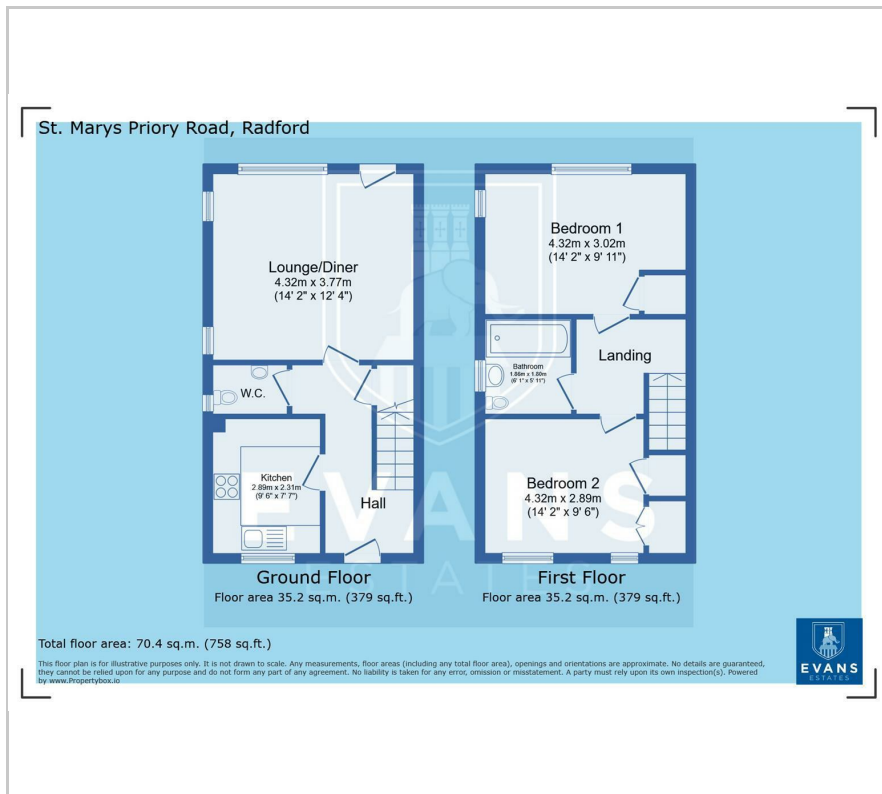 St. Marys Priory Road, Radford
Lounge/Diner
4.32m x 3.77m
(14' 2" x 12' 4")
W.C.
Kitchen
2.89m x 2.31m
(9' 6" x 7' 7")
Hall
Ground Floor
Floor area 35.2 sq.m. (379 sq.ft.)
Bedroom 1
4.32m x 3.02m
(14' 2" x 9' 11")
Bathroom
1.86m x 1.80m
(6' 1" x 5' 11")
Landing
Bedroom 2
4.32m x 2.89m
(14' 2" x 9' 6")
First Floor
Floor area 35.2 sq.m. (379 sq.ft.)
EVANS
ESTATES
Total floor area: 70.4 sq.m. (758 sq.ft.)
This floor plan is for illustrative purposes only. It is not drawn to scale. Any measurements, floor areas (including any total floor area), openings and orientations are approximate. No details are guaranteed,
they cannot be relied upon for any purpose and do not form any part of any agreement. No liability is taken for any error, omission or misstatement. A party must rely upon its own inspection(s). Powered
by www.Propertybox.io
EVANS
ESTATES